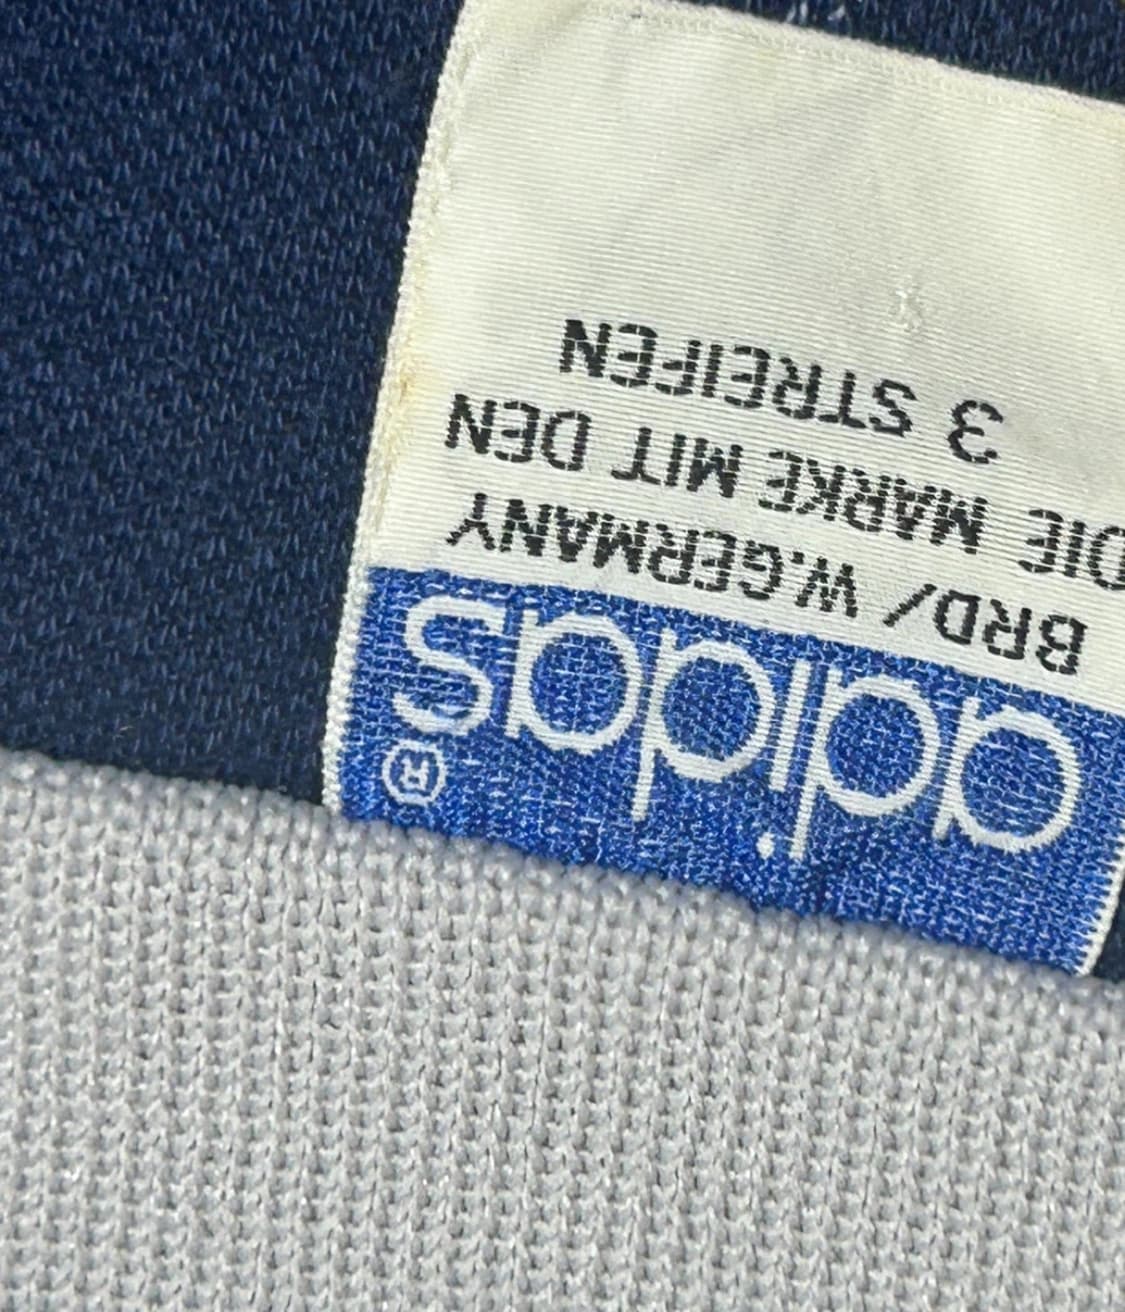 adidas®
BRD/ W.GERMANY
DIE MARKE MIT DEN
3 STREIFEN